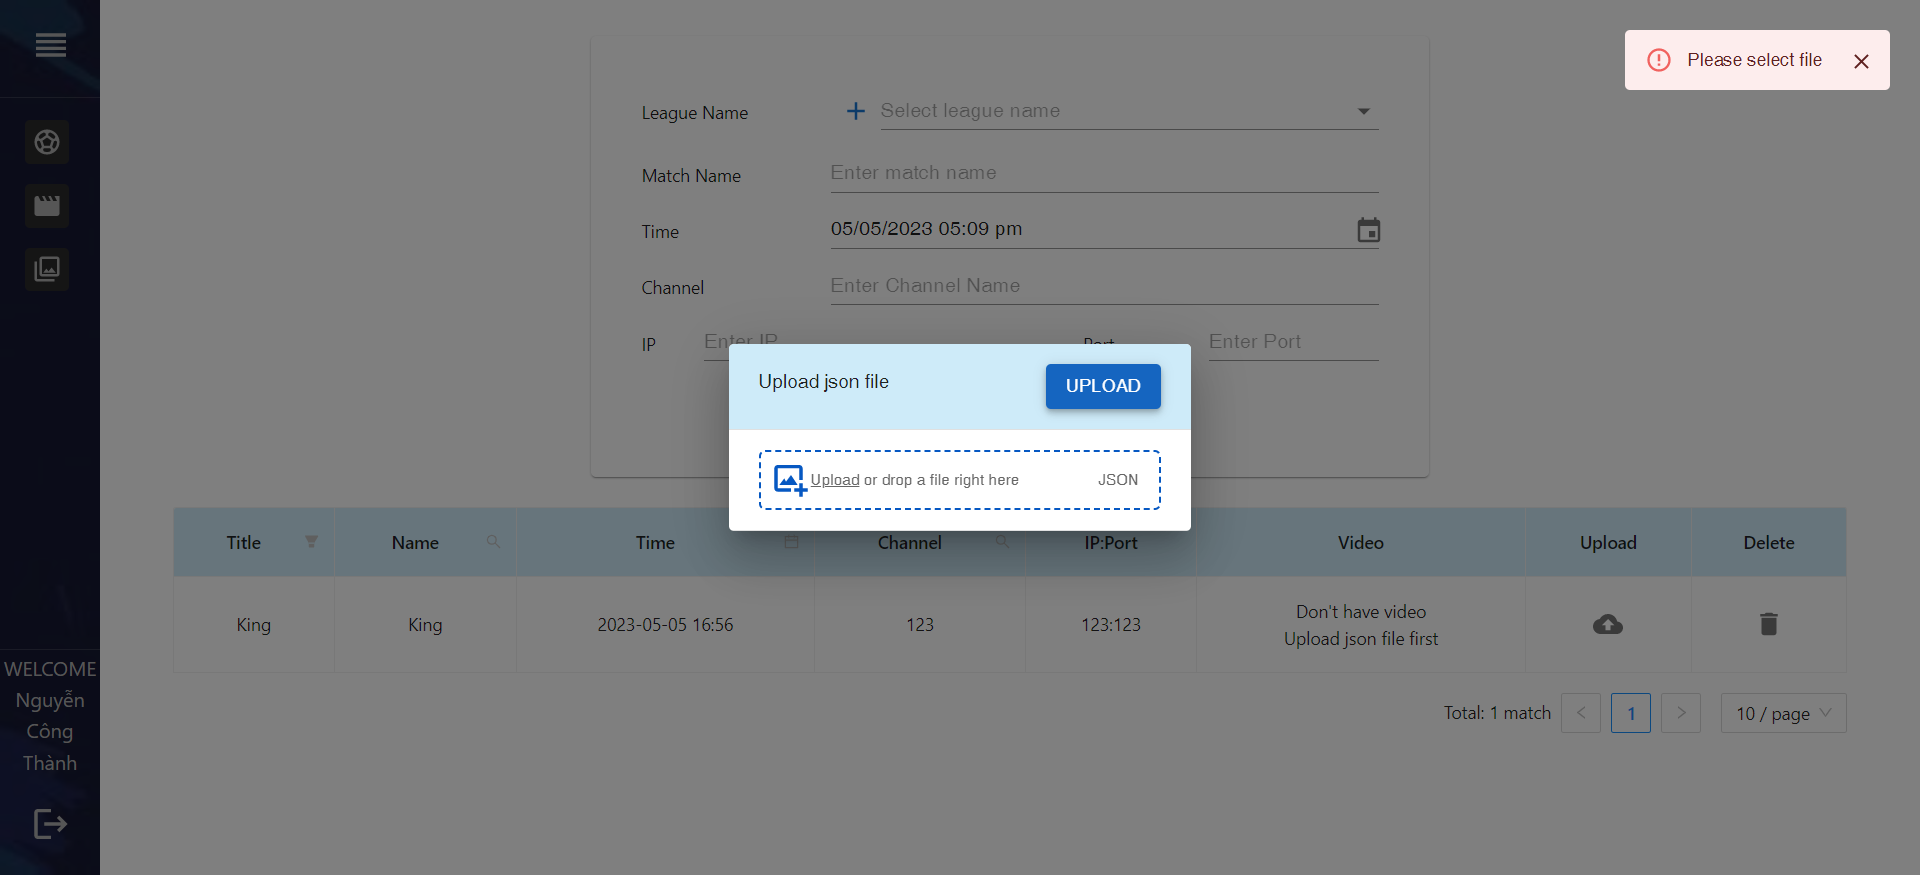 Please select file
League Name
Select league name
Match Name
Enter match name
Time
05/05/2023 05:09 pm
Channel
Enter Channel Name
IP
Enter IP
Port
Enter Port
Upload json file
UPLOAD
Upload or drop a file right here
JSON
Title Name Time Channel IP:Port Video Upload Delete
King King 2023-05-05 16:56 123 123:123
Don't have video
Upload json file first
Total: 1 match
1
10 / page
WELCOME
Nguyễn
Công
Thành